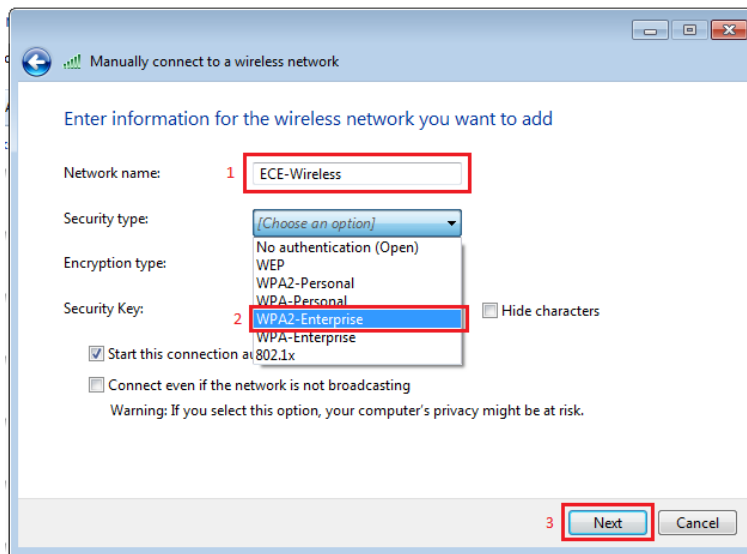 Manually connect to a wireless network
Enter information for the wireless network you want to add
Network name: 1 ECE-Wireless
Security type: [Choose an option]
No authentication (Open)
Encryption type: WEP
WPA2-Personal
WPA-Personal
Security Key: 2 WPA2-Enterprise Hide characters
WPA-Enterprise
Start this connection au 802.1x
Connect even if the network is not broadcasting
Warning: If you select this option, your computer's privacy might be at risk.
3 Next Cancel